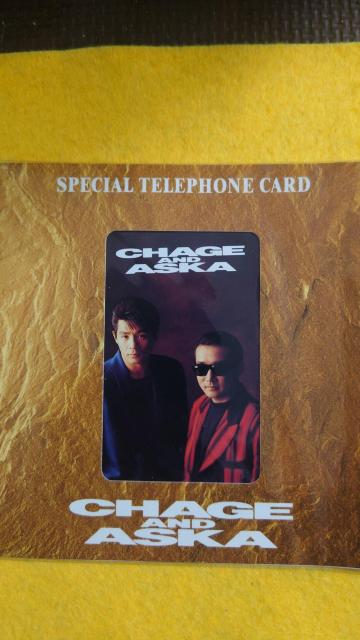 SPECIAL TELEPHONE CARD
CHAGE
AND
ASKA
CHAGE
AND
ASKA